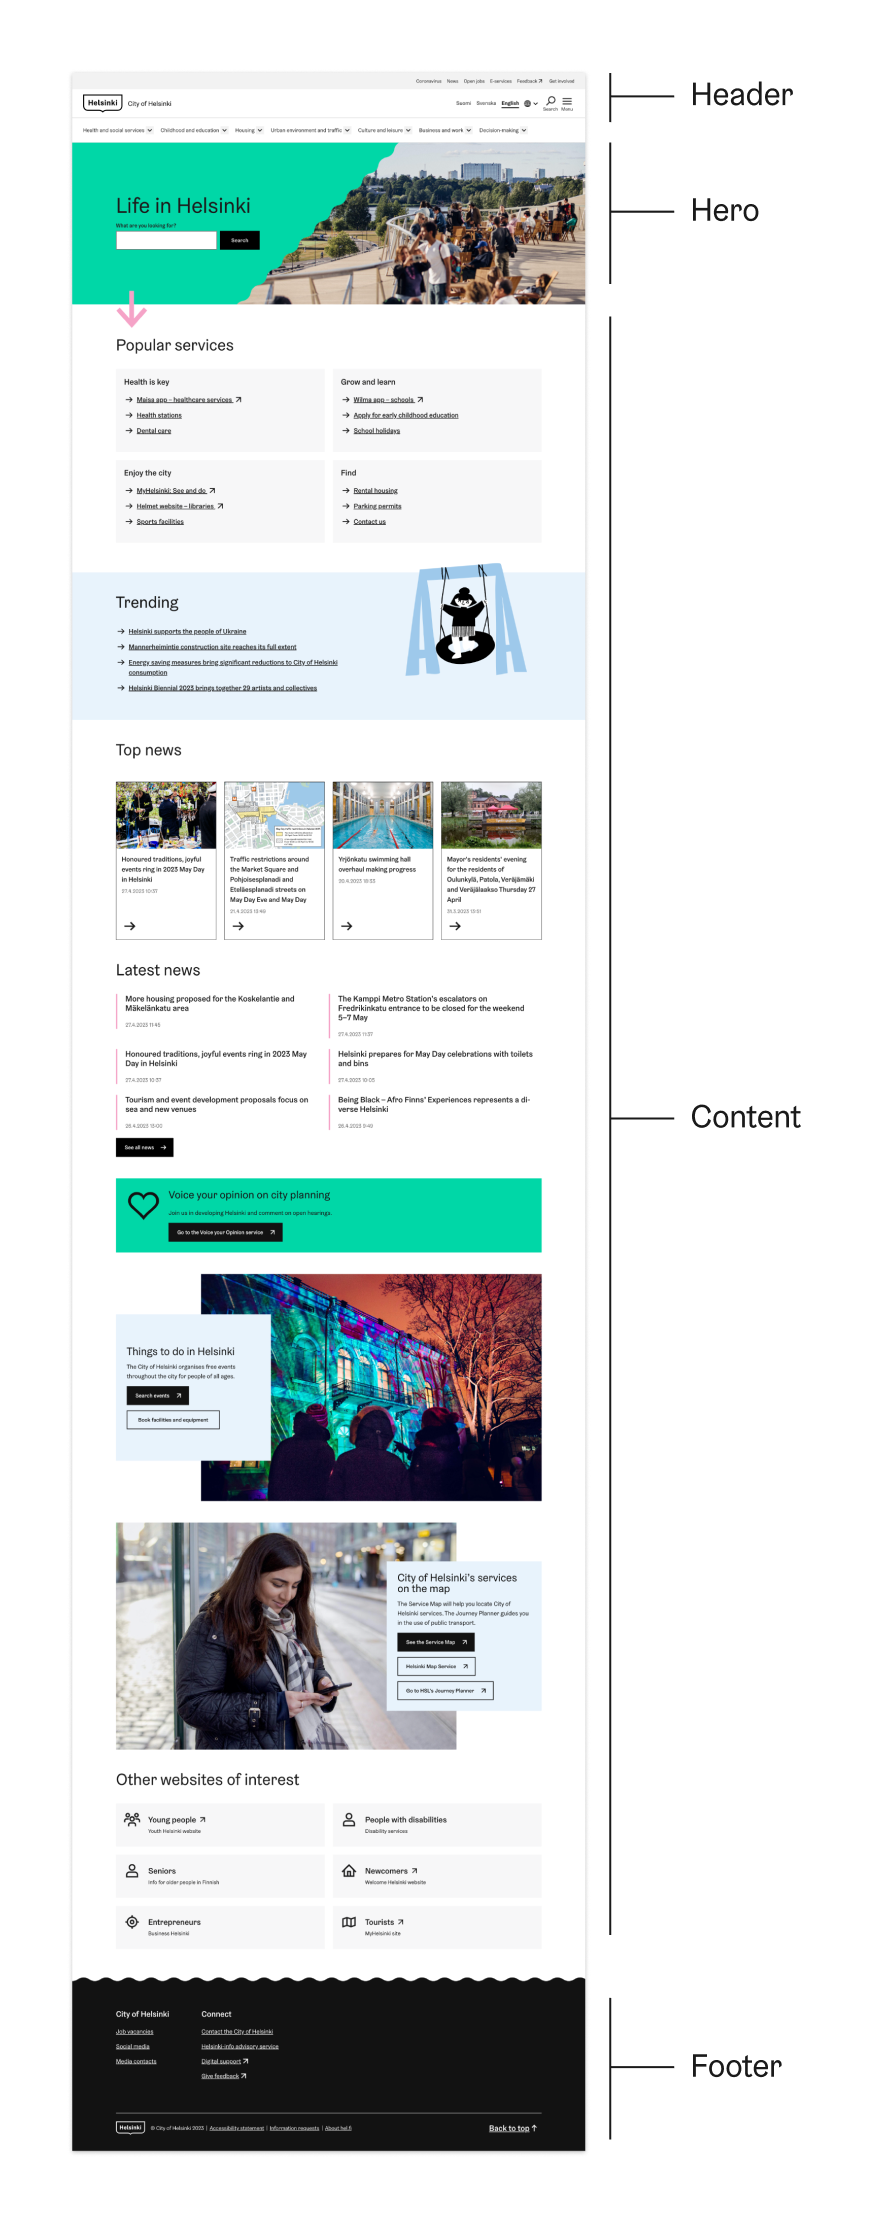 Coronavirus News Open jobs E-services Feedback Get involved
Helsinki City of Helsinki
Suomi Svenska English
Search Menu
Health and social services Childhood and education Housing Urban environment and traffic Culture and leisure Business and work Decision-making
Header
Life in Helsinki
What are you looking for?
Search
Hero
Popular services
Health is key
Maisa app – healthcare services
Health stations
Dental care
Grow and learn
Wilma app – schools
Apply for early childhood education
School holidays
Enjoy the city
MyHelsinki: See and do
Helmet website – libraries
Sports facilities
Find
Rental housing
Parking permits
Contact us
Trending
Helsinki supports the people of Ukraine
Mannerheimintie construction site reaches its full extent
Energy saving measures bring significant reductions to City of Helsinki
consumption
Helsinki Biennial 2023 brings together 29 artists and collectives
Top news
Honoured traditions, joyful
events ring in 2023 May Day
in Helsinki
27.4.2023 10:37
Traffic restrictions around
the Market Square and
Pohjoisesplanadi and
Eteläesplanadi streets on
May Day Eve and May Day
21.4.2023 13:49
Yrjönkatu swimming hall
overhaul making progress
Mayor's residents' evening
for the residents of
Oulunkylä, Patola, Veräjämäki
and Veräjälaakso Thursday 27
April
31.3.2023 13:51
Latest news
More housing proposed for the Koskelantie and
Mäkelänkatu area
27.4.2023 11:45
The Kamppi Metro Station's escalators on
Fredrikinkatu entrance to be closed for the weekend
5–7 May
27.4.2023 11:37
Honoured traditions, joyful events ring in 2023 May
Day in Helsinki
27.4.2023 10:37
Helsinki prepares for May Day celebrations with toilets
and bins
27.4.2023 10:05
Tourism and event development proposals focus on
sea and new venues
26.4.2023 13:00
Being Black – Afro Finns' Experiences represents a di-
verse Helsinki
26.4.2023 9:49
See all news
Content
Voice your opinion on city planning
Join us in developing Helsinki and comment on open hearings.
Go to the Voice your Opinion service
Things to do in Helsinki
The City of Helsinki organises free events
throughout the city for people of all ages.
Search events
Book facilities and equipment
City of Helsinki's services
on the map
The Service Map will help you locate City of
Helsinki services. The Journey Planner guides you
in the use of public transport.
See the Service Map
Helsinki Map Service
Go to HSL's Journey Planner
Other websites of interest
Young people
Youth Helsinki website
People with disabilities
Disability services
Seniors
Info for older people in Finnish
Newcomers
Welcome Helsinki website
Entrepreneurs
Business Helsinki
Tourists
MyHelsinki site
City of Helsinki
Job vacancies
Social media
Media contacts
Connect
Contact the City of Helsinki
Helsinki-info advisory service
Digital support
Give feedback
Footer
Helsinki © City of Helsinki 2023 | Accessibility statement | Information requests | About hel.fi
Back to top